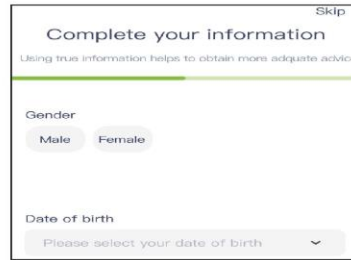 Skip
Complete your information
Using true information helps to obtain more adquate advic
Gender
Male Female
Date of birth
Please select your date of birth